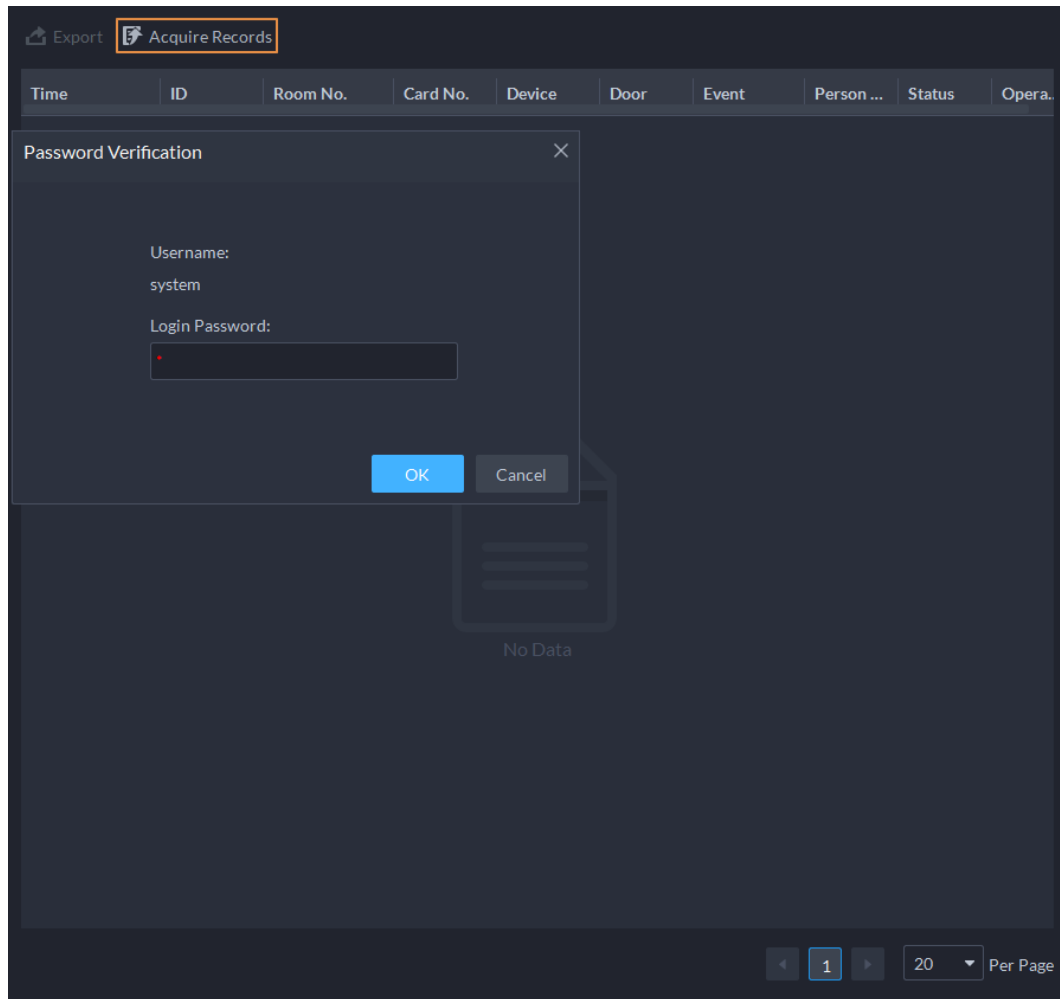 Export Acquire Records
Time ID Room No. Card No. Device Door Event Person ... Status Opera..
Password Verification
Username:
system
Login Password:
*
OK Cancel
No Data
1 20 Per Page